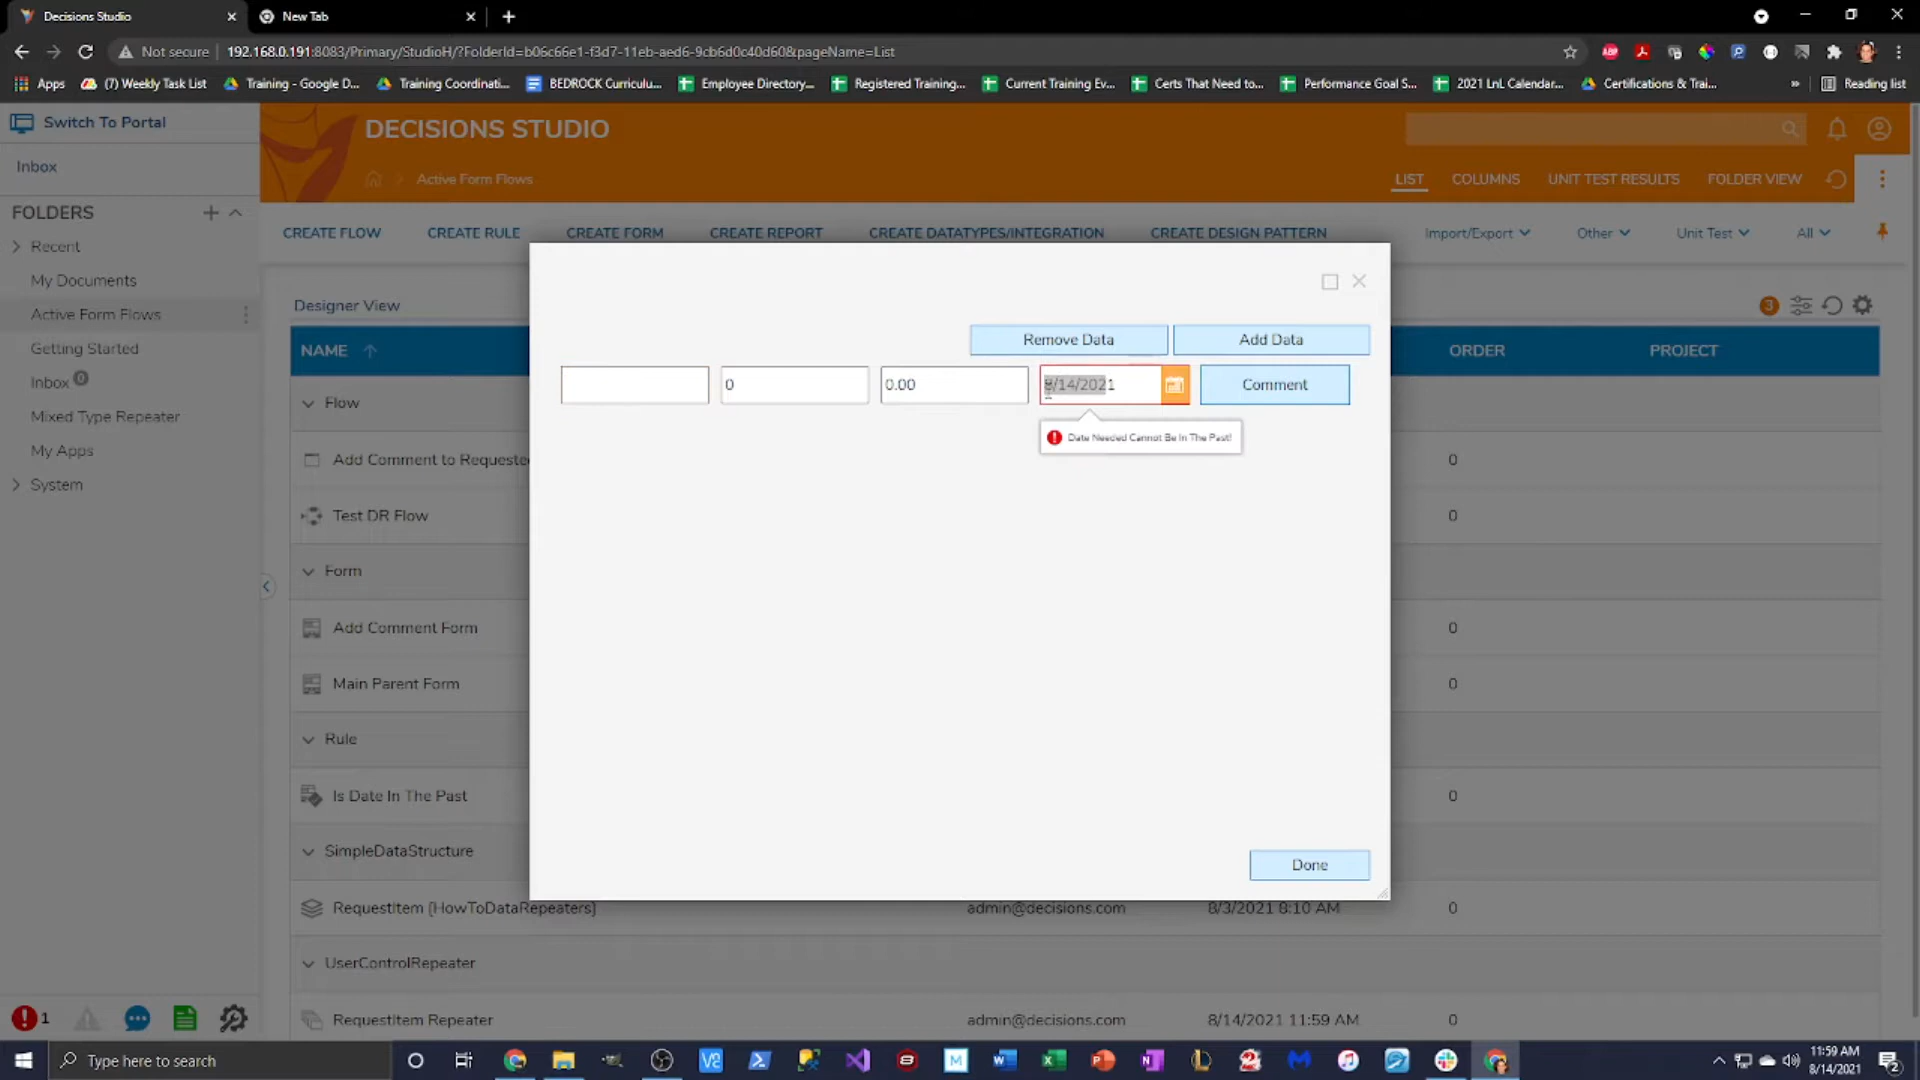 Decisions Studio
New Tab
Not secure
192.168.0.191:8083/Primary/StudioH/?FolderId=b06c66e1-f3d7-11eb-aed6-9cb6d0c40d60&pageName=List
Apps
(7) Weekly Task List
Training - Google D...
Training Coordinati...
BEDROCK Curriculu...
Employee Directory...
Registered Training...
Current Training Ev...
Certs That Need to...
Performance Goal S...
2021 LnL Calendar...
Certifications & Trai...
»
Reading list
Switch To Portal
DECISIONS STUDIO
Inbox
Active Form Flows
LIST
COLUMNS
UNIT TEST RESULTS
FOLDER VIEW
FOLDERS
CREATE FLOW
CREATE RULE
CREATE FORM
CREATE REPORT
CREATE DATATYPES/INTEGRATION
CREATE DESIGN PATTERN
Import/Export
Other
Unit Test
All
Recent
My Documents
Active Form Flows
Getting Started
Inbox 0
Mixed Type Repeater
My Apps
System
Designer View
3
NAME
ORDER
PROJECT
Flow
Add Comment to Requeste
0
Test DR Flow
0
Form
Add Comment Form
0
Main Parent Form
0
Rule
Is Date In The Past
0
SimpleDataStructure
RequestItem [HowToDataRepeaters]
admin@decisions.com
8/3/2021 8:10 AM
0
UserControlRepeater
RequestItem Repeater
admin@decisions.com
8/14/2021 11:59 AM
0
Remove Data
Add Data
0
0.00
8/14/2021
Comment
Date Needed Cannot Be In The Past!
Done
1
Type here to search
11:59 AM
8/14/2021
2